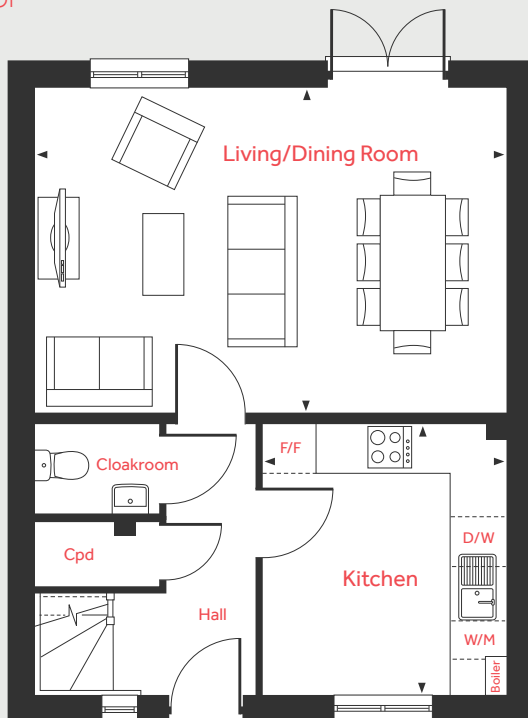 Living/Dining Room
F/F
Cloakroom
D/W
Cpd
Kitchen
Hall
W/M
Boiler